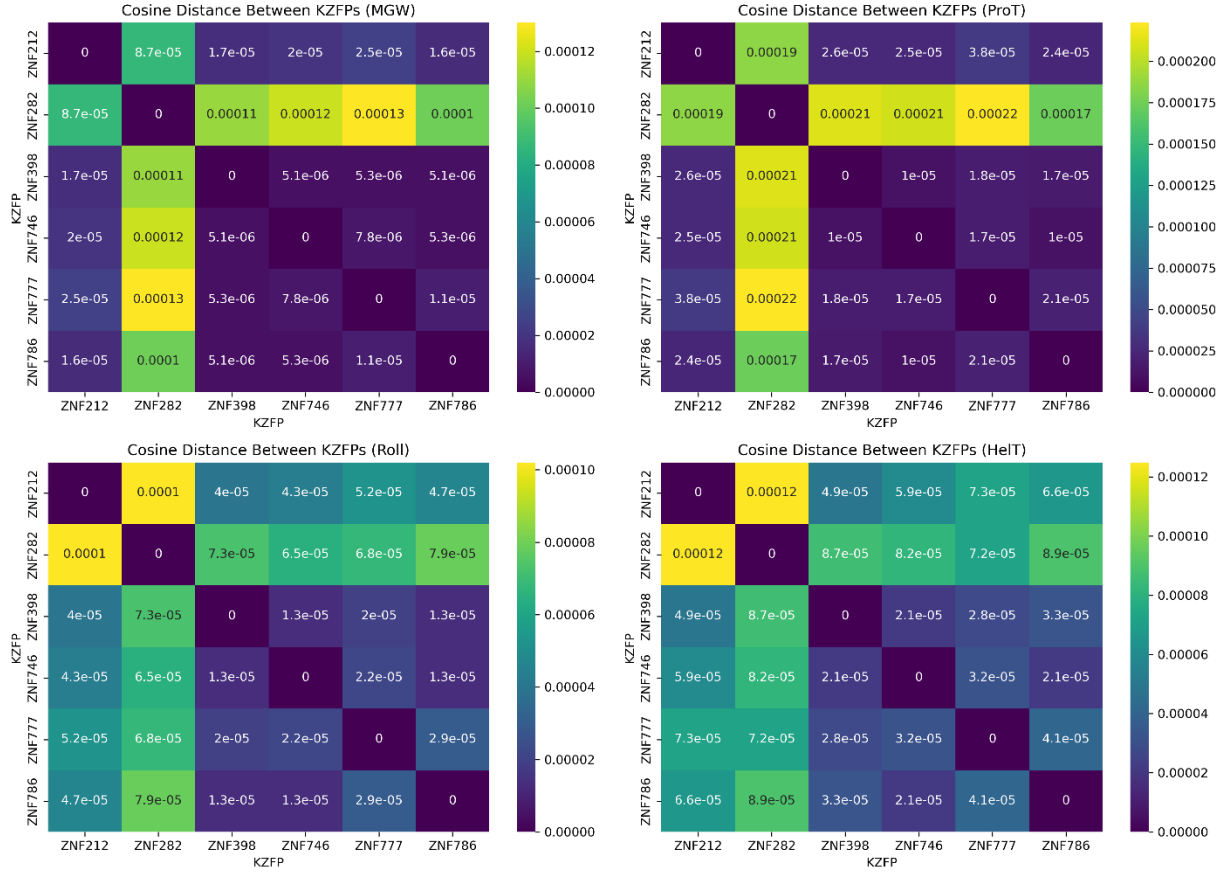 Cosine Distance Between KZFPs (MGW)
ZNF212 0 8.7e-05 1.7e-05 2e-05 2.5e-05 1.6e-05
ZNF282 8.7e-05 0 0.00011 0.00012 0.00013 0.0001
ZNF398 1.7e-05 0.00011 0 5.1e-06 5.3e-06 5.1e-06
ZNF746 2e-05 0.00012 5.1e-06 0 7.8e-06 5.3e-06
ZNF777 2.5e-05 0.00013 5.3e-06 7.8e-06 0 1.1e-05
ZNF786 1.6e-05 0.0001 5.1e-06 5.3e-06 1.1e-05 0
KZFP
ZNF212 ZNF282 ZNF398 ZNF746 ZNF777 ZNF786
KZFP
0.00012
0.00010
0.00008
0.00006
0.00004
0.00002
0.00000
Cosine Distance Between KZFPs (ProT)
ZNF212 0 0.00019 2.6e-05 2.5e-05 3.8e-05 2.4e-05
ZNF282 0.00019 0 0.00021 0.00021 0.00022 0.00017
ZNF398 2.6e-05 0.00021 0 1e-05 1.8e-05 1.7e-05
ZNF746 2.5e-05 0.00021 1e-05 0 1.7e-05 1e-05
ZNF777 3.8e-05 0.00022 1.8e-05 1.7e-05 0 2.1e-05
ZNF786 2.4e-05 0.00017 1.7e-05 1e-05 2.1e-05 0
KZFP
ZNF212 ZNF282 ZNF398 ZNF746 ZNF777 ZNF786
KZFP
0.000200
0.000175
0.000150
0.000125
0.000100
0.000075
0.000050
0.000025
0.000000
Cosine Distance Between KZFPs (Roll)
ZNF212 0 0.0001 4e-05 4.3e-05 5.2e-05 4.7e-05
ZNF282 0.0001 0 7.3e-05 6.5e-05 6.8e-05 7.9e-05
ZNF398 4e-05 7.3e-05 0 1.3e-05 2e-05 1.3e-05
ZNF746 4.3e-05 6.5e-05 1.3e-05 0 2.2e-05 1.3e-05
ZNF777 5.2e-05 6.8e-05 2e-05 2.2e-05 0 2.9e-05
ZNF786 4.7e-05 7.9e-05 1.3e-05 1.3e-05 2.9e-05 0
KZFP
ZNF212 ZNF282 ZNF398 ZNF746 ZNF777 ZNF786
KZFP
0.00010
0.00008
0.00006
0.00004
0.00002
0.00000
Cosine Distance Between KZFPs (HelT)
ZNF212 0 0.00012 4.9e-05 5.9e-05 7.3e-05 6.6e-05
ZNF282 0.00012 0 8.7e-05 8.2e-05 7.2e-05 8.9e-05
ZNF398 4.9e-05 8.7e-05 0 2.1e-05 2.8e-05 3.3e-05
ZNF746 5.9e-05 8.2e-05 2.1e-05 0 3.2e-05 2.1e-05
ZNF777 7.3e-05 7.2e-05 2.8e-05 3.2e-05 0 4.1e-05
ZNF786 6.6e-05 8.9e-05 3.3e-05 2.1e-05 4.1e-05 0
KZFP
ZNF212 ZNF282 ZNF398 ZNF746 ZNF777 ZNF786
KZFP
0.00012
0.00010
0.00008
0.00006
0.00004
0.00002
0.00000